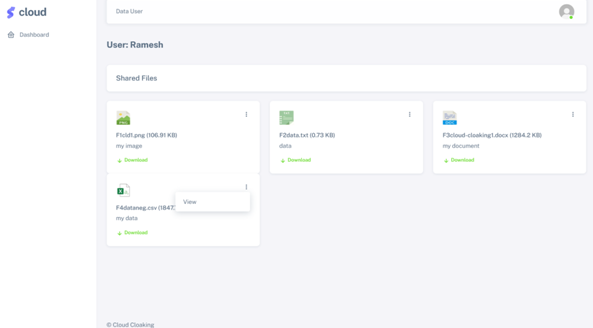 cloud
Data User
Dashboard
User: Ramesh
Shared Files
F1cld1.png (106.91 KB)
my image
Download
F2data.txt (0.73 KB)
data
Download
F3cloud-cloaking1.docx (1284.2 KB)
my document
Download
View
F4dataneg.csv (1847.
my data
Download
© Cloud Cloaking